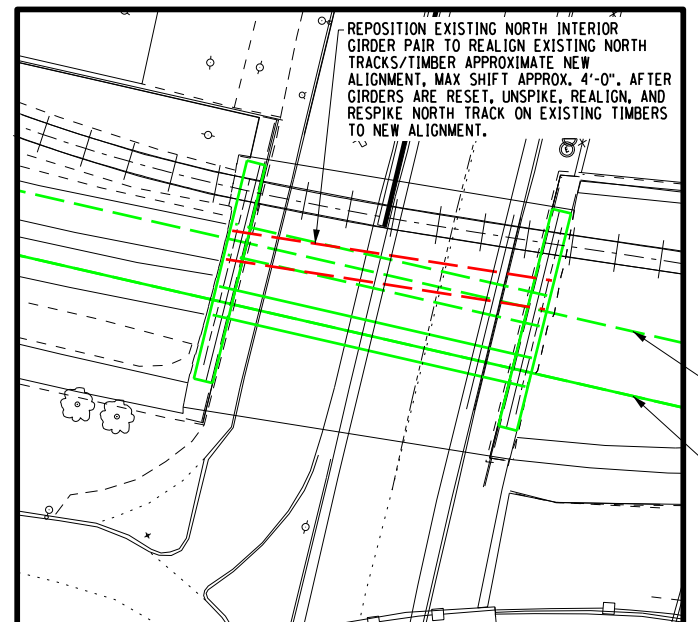 REPOSITION EXISTING NORTH INTERIOR
GIRDER PAIR TO REALIGN EXISTING NORTH
TRACKS/TIMBER APPROXIMATE NEW
ALIGNMENT, MAX SHIFT APPROX. 4'-0". AFTER
GIRDERS ARE RESET, UNSPIKE, REALIGN, AND
RESPIKE NORTH TRACK ON EXISTING TIMBERS
TO NEW ALIGNMENT.